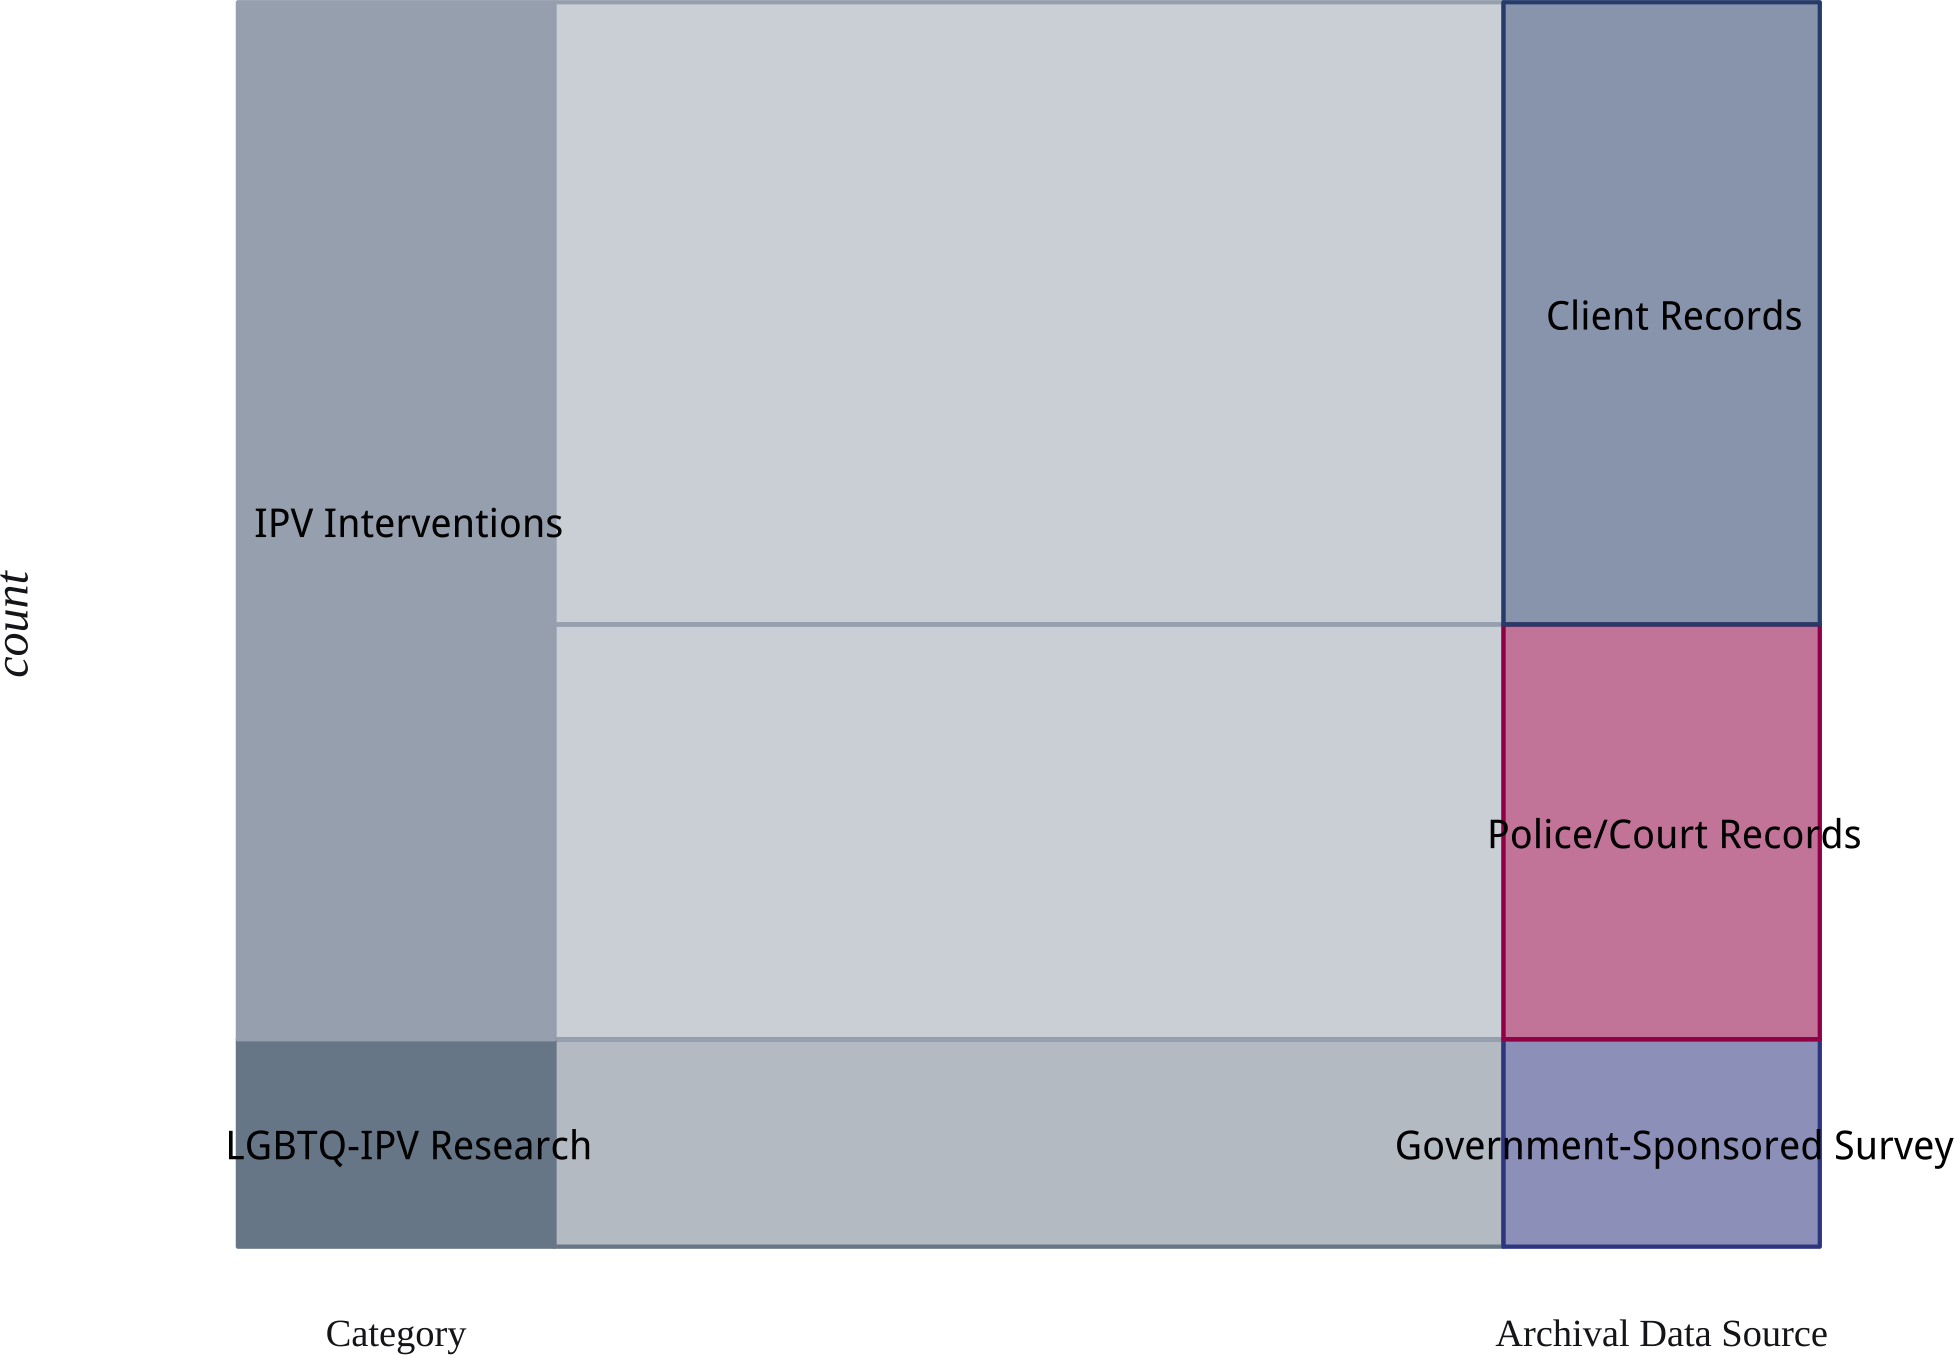 Client Records
IPV Interventions
count
Police/Court Records
LGBTQ-IPV Research
Government-Sponsored Survey
Category
Archival Data Source